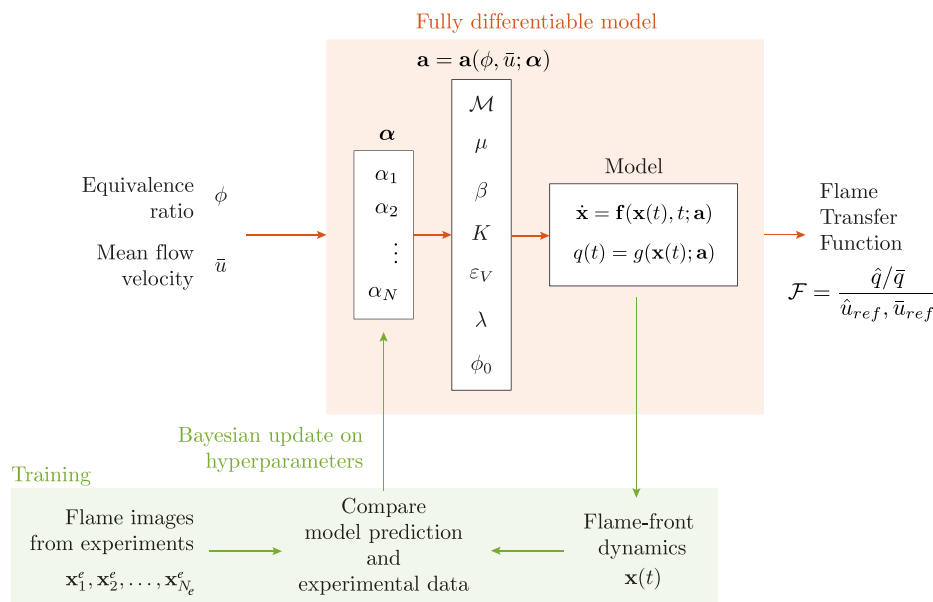 Fully differentiable model
𝐚 = 𝐚(ϕ, ū; 𝜶)
𝜶
α₁
α₂
⋮
α_N
ℳ
μ
β
K
ε_V
λ
ϕ₀
Equivalence
ratio
ϕ
Mean flow
velocity
ū
Model
𝐱̇ = 𝐟(𝐱(t), t; 𝐚)
q(t) = g(𝐱(t); 𝐚)
Flame
Transfer
Function
ℱ = (q̂/q̄)/(û_ref, ū_ref)
Bayesian update on
hyperparameters
Training
Flame images
from experiments
𝐱₁ᵉ, 𝐱₂ᵉ, . . . , 𝐱_{N_e}ᵉ
Compare
model prediction
and
experimental data
Flame-front
dynamics
𝐱(t)